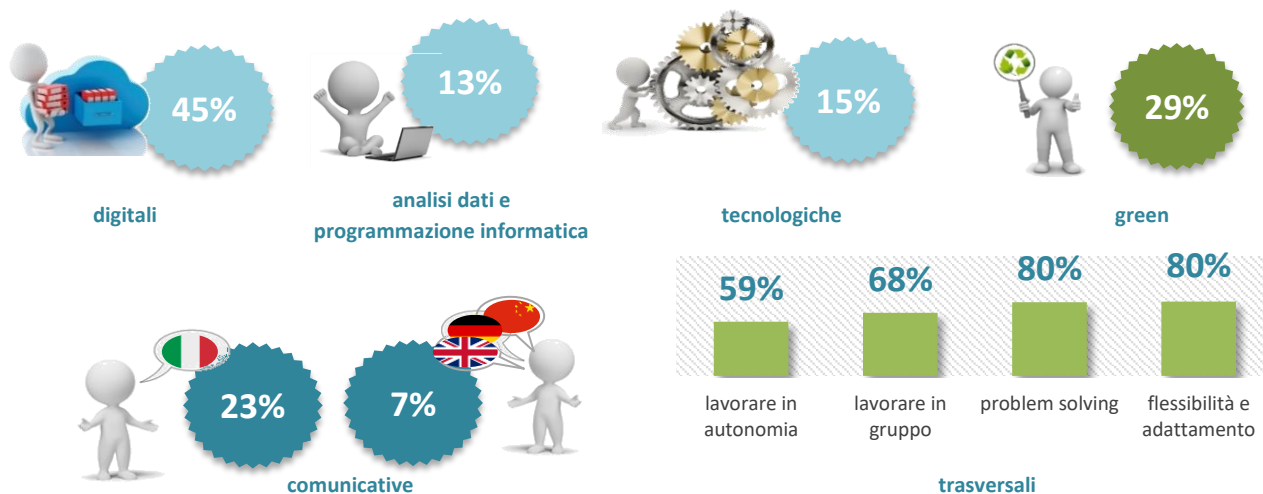 45%
13%
15%
29%
digitali
analisi dati e
programmazione informatica
tecnologiche
green
23%
7%
comunicative
59%
68%
80%
80%
lavorare in
autonomia
lavorare in
gruppo
problem solving
flessibilità e
adattamento
trasversali